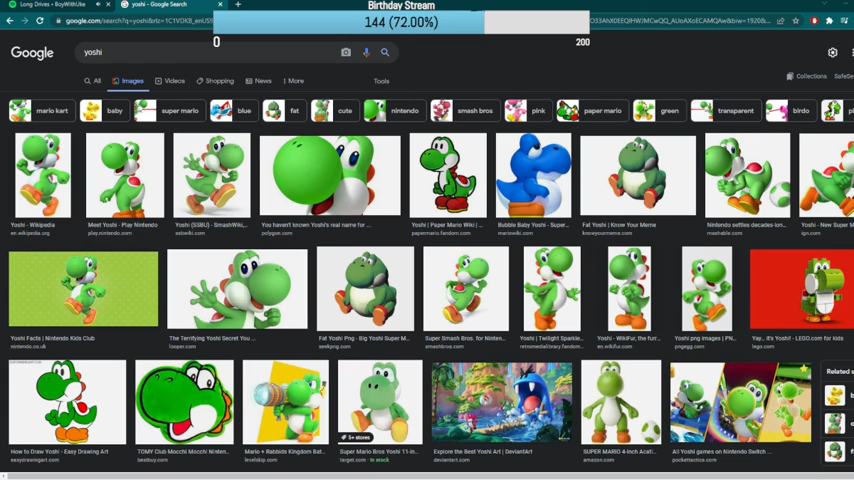 Long Drives • BoyWithUke
yoshi - Google Search
Birthday Stream
144 (72.00%)
0
200
Google
yoshi
All
Images
Videos
Shopping
News
More
Tools
Collections
mario kart
baby
super mario
blue
fat
cute
nintendo
smash bros
pink
paper mario
green
transparent
birdo
Yoshi - Wikipedia
en.wikipedia.org
Meet Yoshi - Play Nintendo
play.nintendo.com
Yoshi (SSBU) - SmashWiki,...
ssbwiki.com
You haven't known Yoshi's real name for ...
polygon.com
Yoshi | Paper Mario Wiki | ...
papermario.fandom.com
Bubble Baby Yoshi - Super...
mariowiki.com
Fat Yoshi | Know Your Meme
knowyourmeme.com
Nintendo settles decades-lon...
mashable.com
Yoshi - New Super
ign.com
Yoshi Facts | Nintendo Kids Club
nintendo.co.uk
The Terrifying Yoshi Secret You ...
looper.com
Fat Yoshi Png - Big Yoshi Super M...
seekpng.com
Super Smash Bros. for Ninten...
smashbros.com
Yoshi | Twilight Sparkle...
Yoshi - WikiFur, the furr...
en.wikifur.com
Yoshi png images | PN...
pngegg.com
Yay, .it's Yoshi! - LEGO.com for kids
lego.com
How to Draw Yoshi - Easy Drawing Art
easydrawingart.com
TOMY Club Mocchi Mocchi Ninten...
bestbuy.com
Mario + Rabbids Kingdom Bat...
levelskip.com
5+ stores
Super Mario Bros Yoshi 11-in...
target.com · In stock
Explore the Best Yoshi Art | DeviantArt
deviantart.com
SUPER MARIO 4-Inch Acafi...
amazon.com
All Yoshi games on Nintendo Switch ...
pockettactics.com
Related s